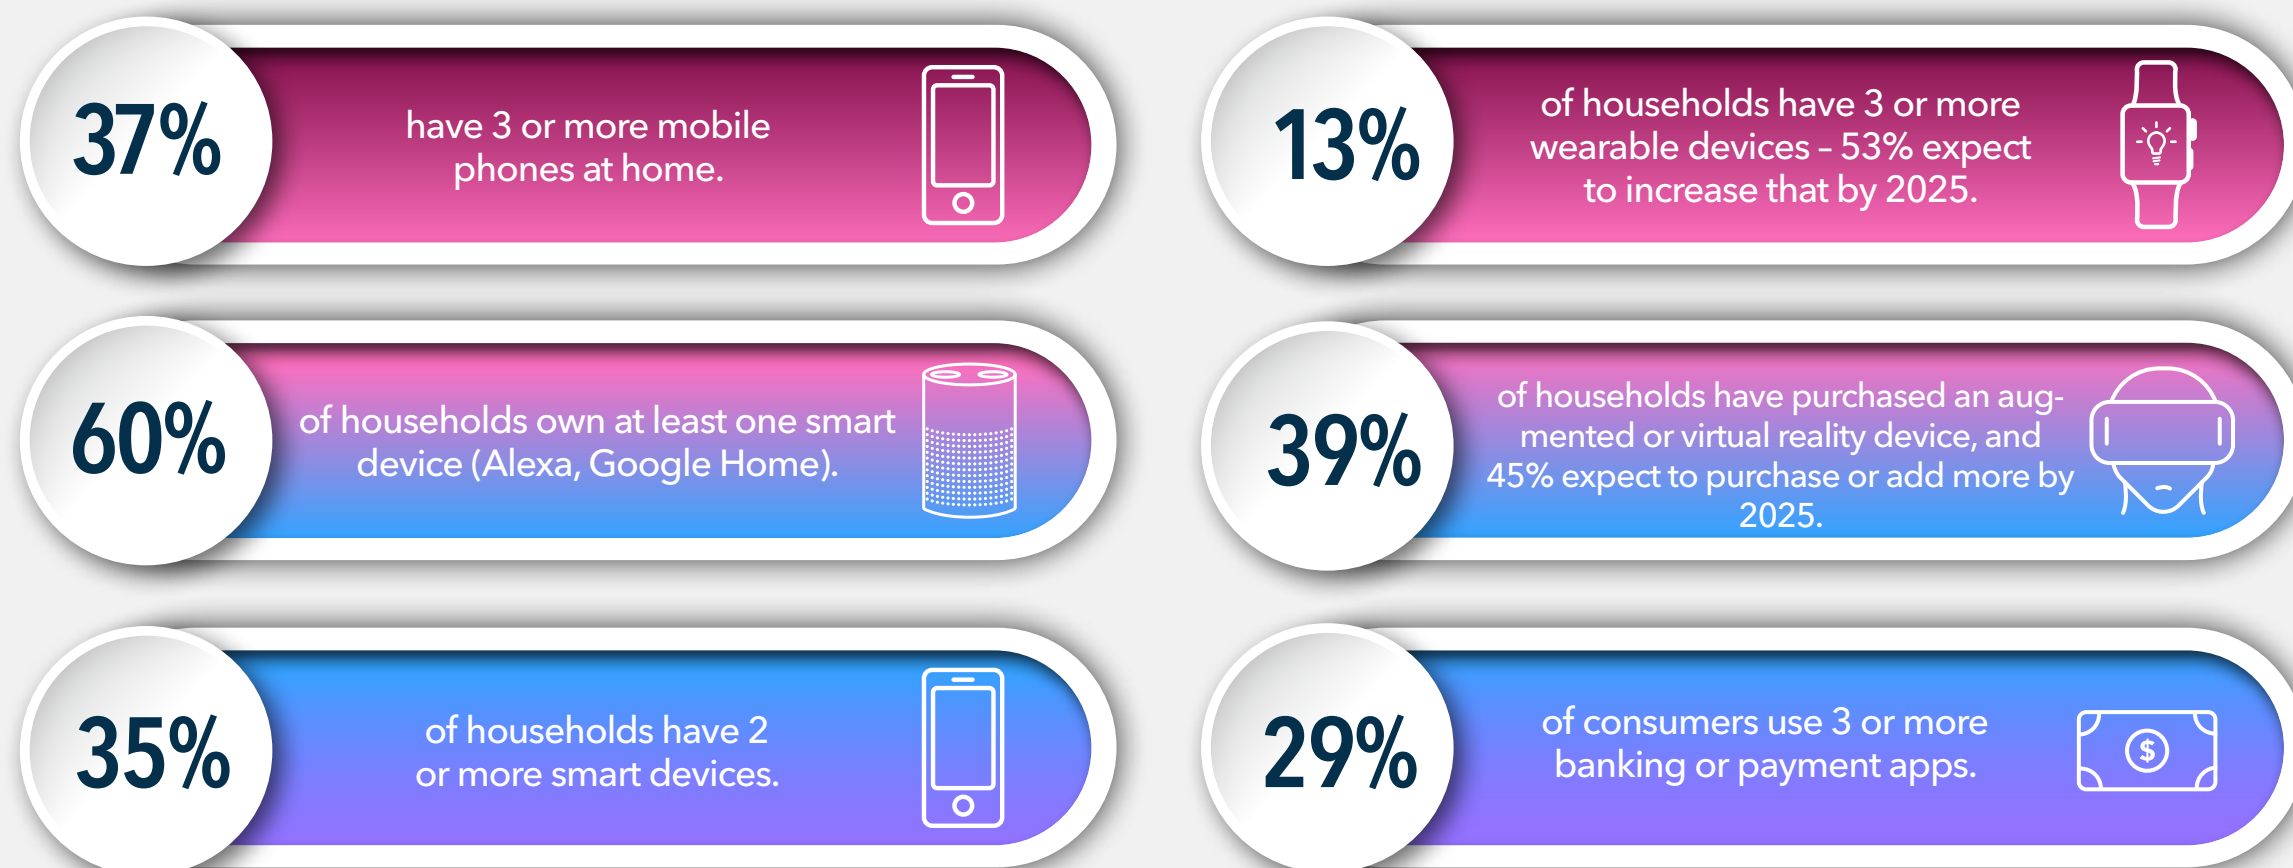 37%
have 3 or more mobile
phones at home.
13%
of households have 3 or more
wearable devices – 53% expect
to increase that by 2025.
60%
of households own at least one smart
device (Alexa, Google Home).
39%
of households have purchased an aug-
mented or virtual reality device, and
45% expect to purchase or add more by
2025.
35%
of households have 2
or more smart devices.
29%
of consumers use 3 or more
banking or payment apps.
$